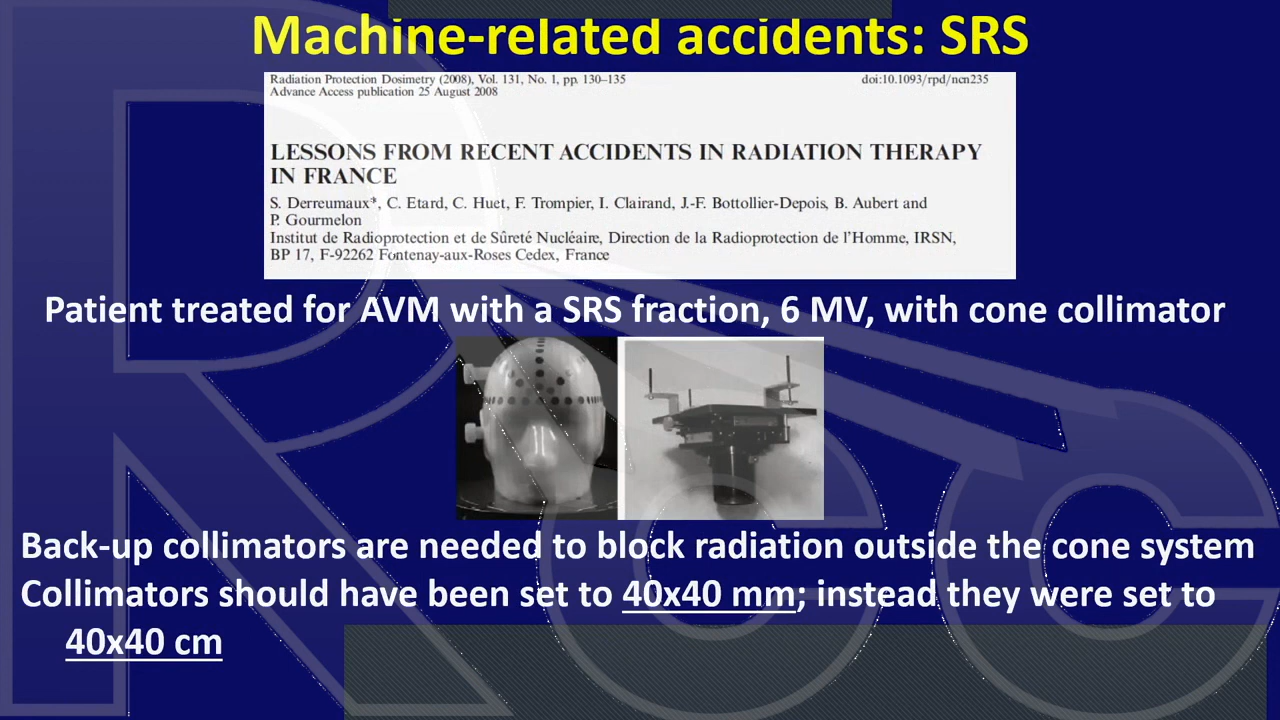 Machine-related accidents: SRS
Radiation Protection Dosimetry (2008), Vol. 131, No. 1, pp. 130–135 doi:10.1093/rpd/ncn235
Advance Access publication 25 August 2008
LESSONS FROM RECENT ACCIDENTS IN RADIATION THERAPY
IN FRANCE
S. Derreumaux*, C. Etard, C. Huet, F. Trompier, I. Clairand, J.-F. Bottollier-Depois, B. Aubert and
P. Gourmelon
Institut de Radioprotection et de Sûreté Nucléaire, Direction de la Radioprotection de l'Homme, IRSN,
BP 17, F-92262 Fontenay-aux-Roses Cedex, France
Patient treated for AVM with a SRS fraction, 6 MV, with cone collimator
Back-up collimators are needed to block radiation outside the cone system
Collimators should have been set to 40x40 mm; instead they were set to
40x40 cm